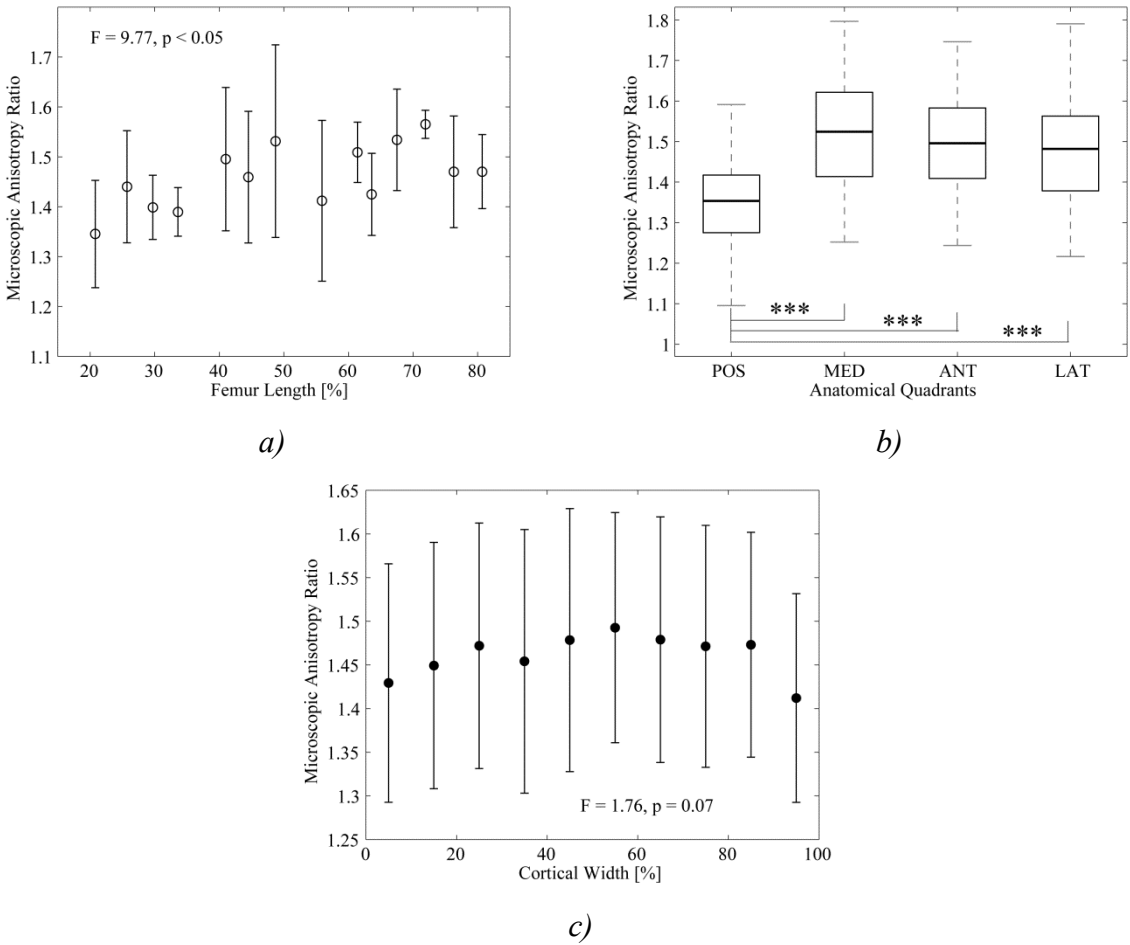 F = 9.77, p < 0.05
Microscopic Anisotropy Ratio
1.7
1.6
1.5
1.4
1.3
1.2
1.1
20 30 40 50 60 70 80
Femur Length [%]
a)
Microscopic Anisotropy Ratio
1.8
1.7
1.6
1.5
1.4
1.3
1.2
1.1
1
*** *** ***
POS MED ANT LAT
Anatomical Quadrants
b)
Microscopic Anisotropy Ratio
1.65
1.6
1.55
1.5
1.45
1.4
1.35
1.3
1.25
F = 1.76, p = 0.07
0 20 40 60 80 100
Cortical Width [%]
c)